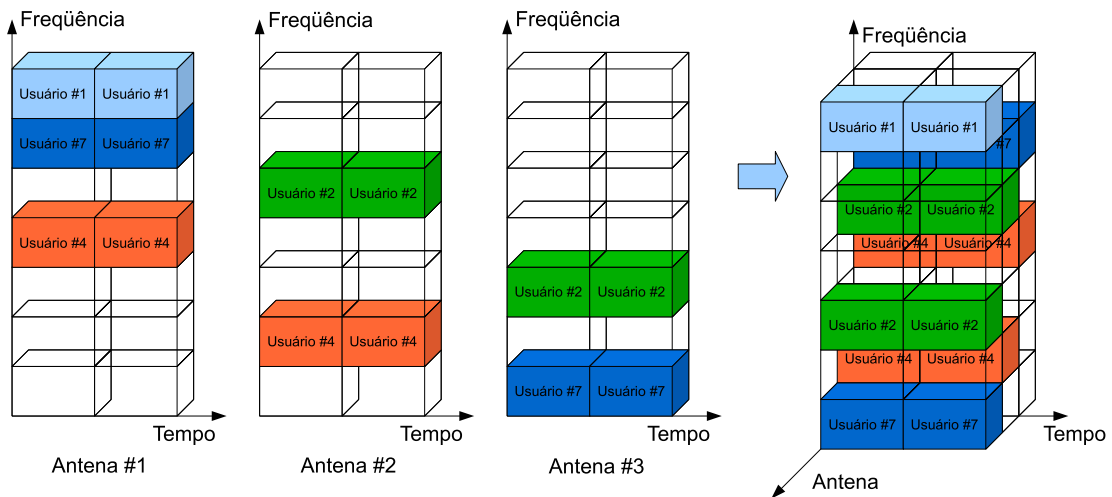 Freqüência
Usuário #1 Usuário #1
Usuário #7 Usuário #7
Usuário #4 Usuário #4
Tempo
Antena #1
Freqüência
Usuário #2 Usuário #2
Usuário #4 Usuário #4
Tempo
Antena #2
Freqüência
Usuário #2 Usuário #2
Usuário #7 Usuário #7
Tempo
Antena #3
Freqüência
Usuário #1 Usuário #1
#7
Usuário #2 Usuário #2
Usuário #4 Usuário #4
Usuário #2 Usuário #2
Usuário #4 Usuário #4
Usuário #7 Usuário #7
Tempo
Antena